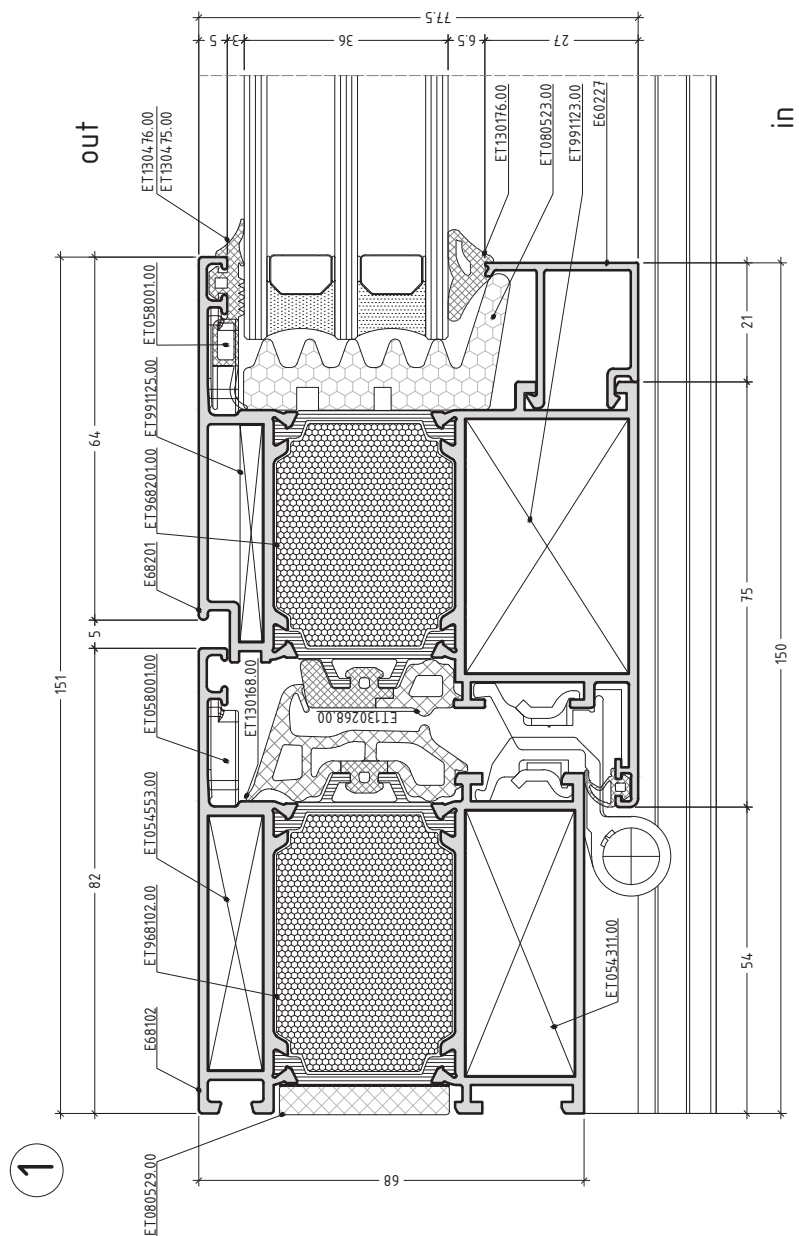 1
out
in
77.5
5
3
36
6.5
27
ET130476.00
ET130475.00
ET058001.00
ET991125.00
ET968201.00
E68201
ET130176.00
ET080523.00
ET991123.00
E60227
151
64
5
82
ET130168.00
ET130268.00
ET058001.00
ET054553.00
ET968102.00
E68102
ET080529.00
ET054311.00
68
21
75
54
150